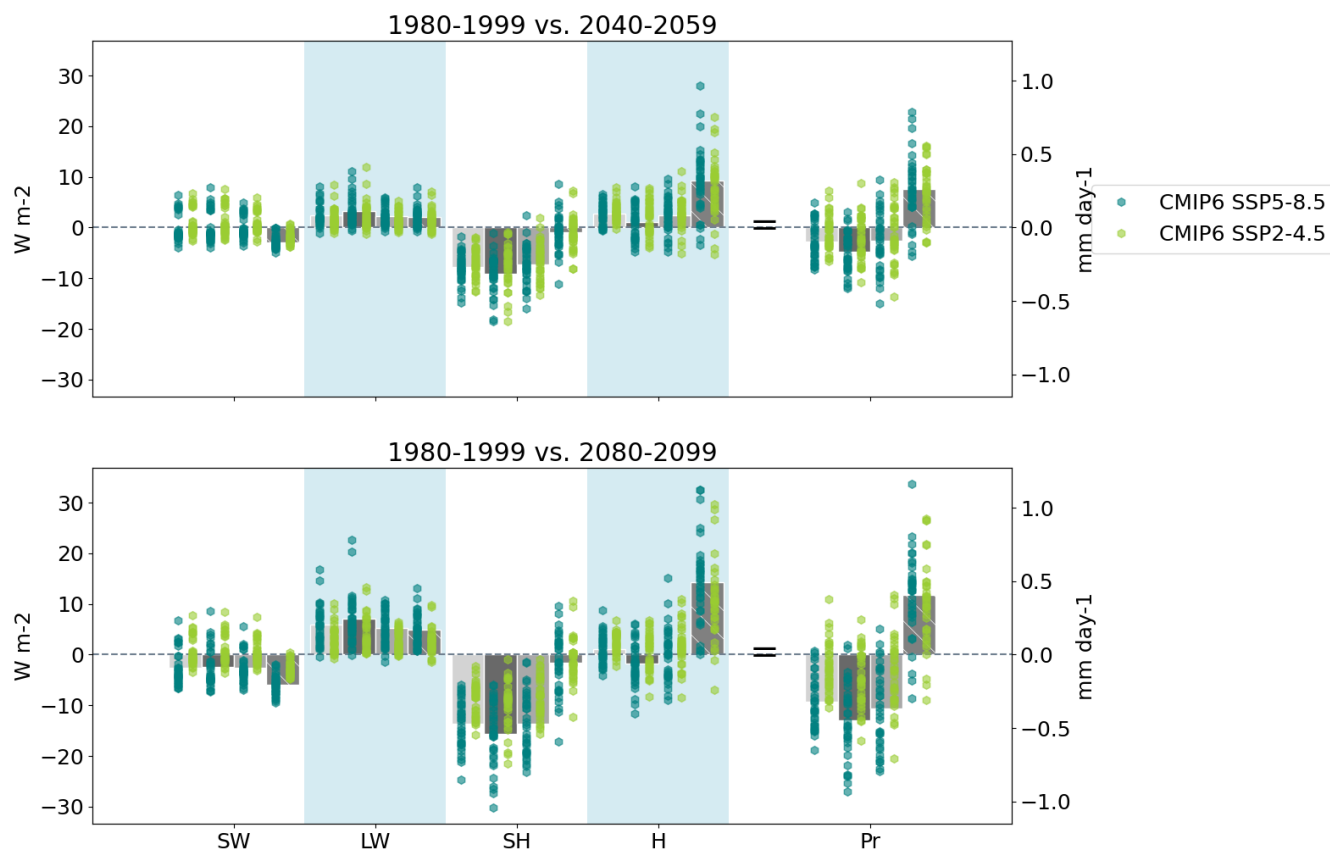 1980-1999 vs. 2040-2059
30
20
10
0
−10
−20
−30
W m-2
1.0
0.5
0.0
−0.5
−1.0
mm day-1
CMIP6 SSP5-8.5
CMIP6 SSP2-4.5
=
1980-1999 vs. 2080-2099
30
20
10
0
−10
−20
−30
W m-2
1.0
0.5
0.0
−0.5
−1.0
mm day-1
=
SW LW SH H Pr